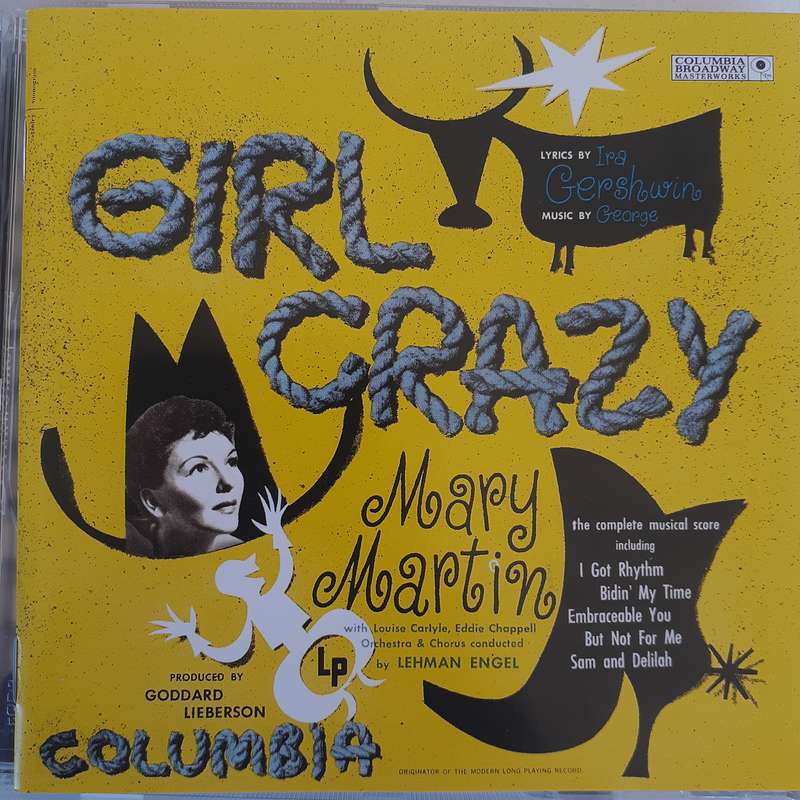 COLUMBIA
BROADWAY
MASTERWORKS
GIRL
CRAZY
LYRICS BY Ira
Gershwin
MUSIC BY George
Mary
Martin
with Louise Carlyle, Eddie Chappell
Orchestra & Chorus conducted
by LEHMAN ENGEL
the complete musical score
including
I Got Rhythm
Bidin' My Time
Embraceable You
But Not For Me
Sam and Delilah
Lp
PRODUCED BY
GODDARD
LIEBERSON
COLUMBIA
ORIGINATOR OF THE MODERN LONG PLAYING RECORD